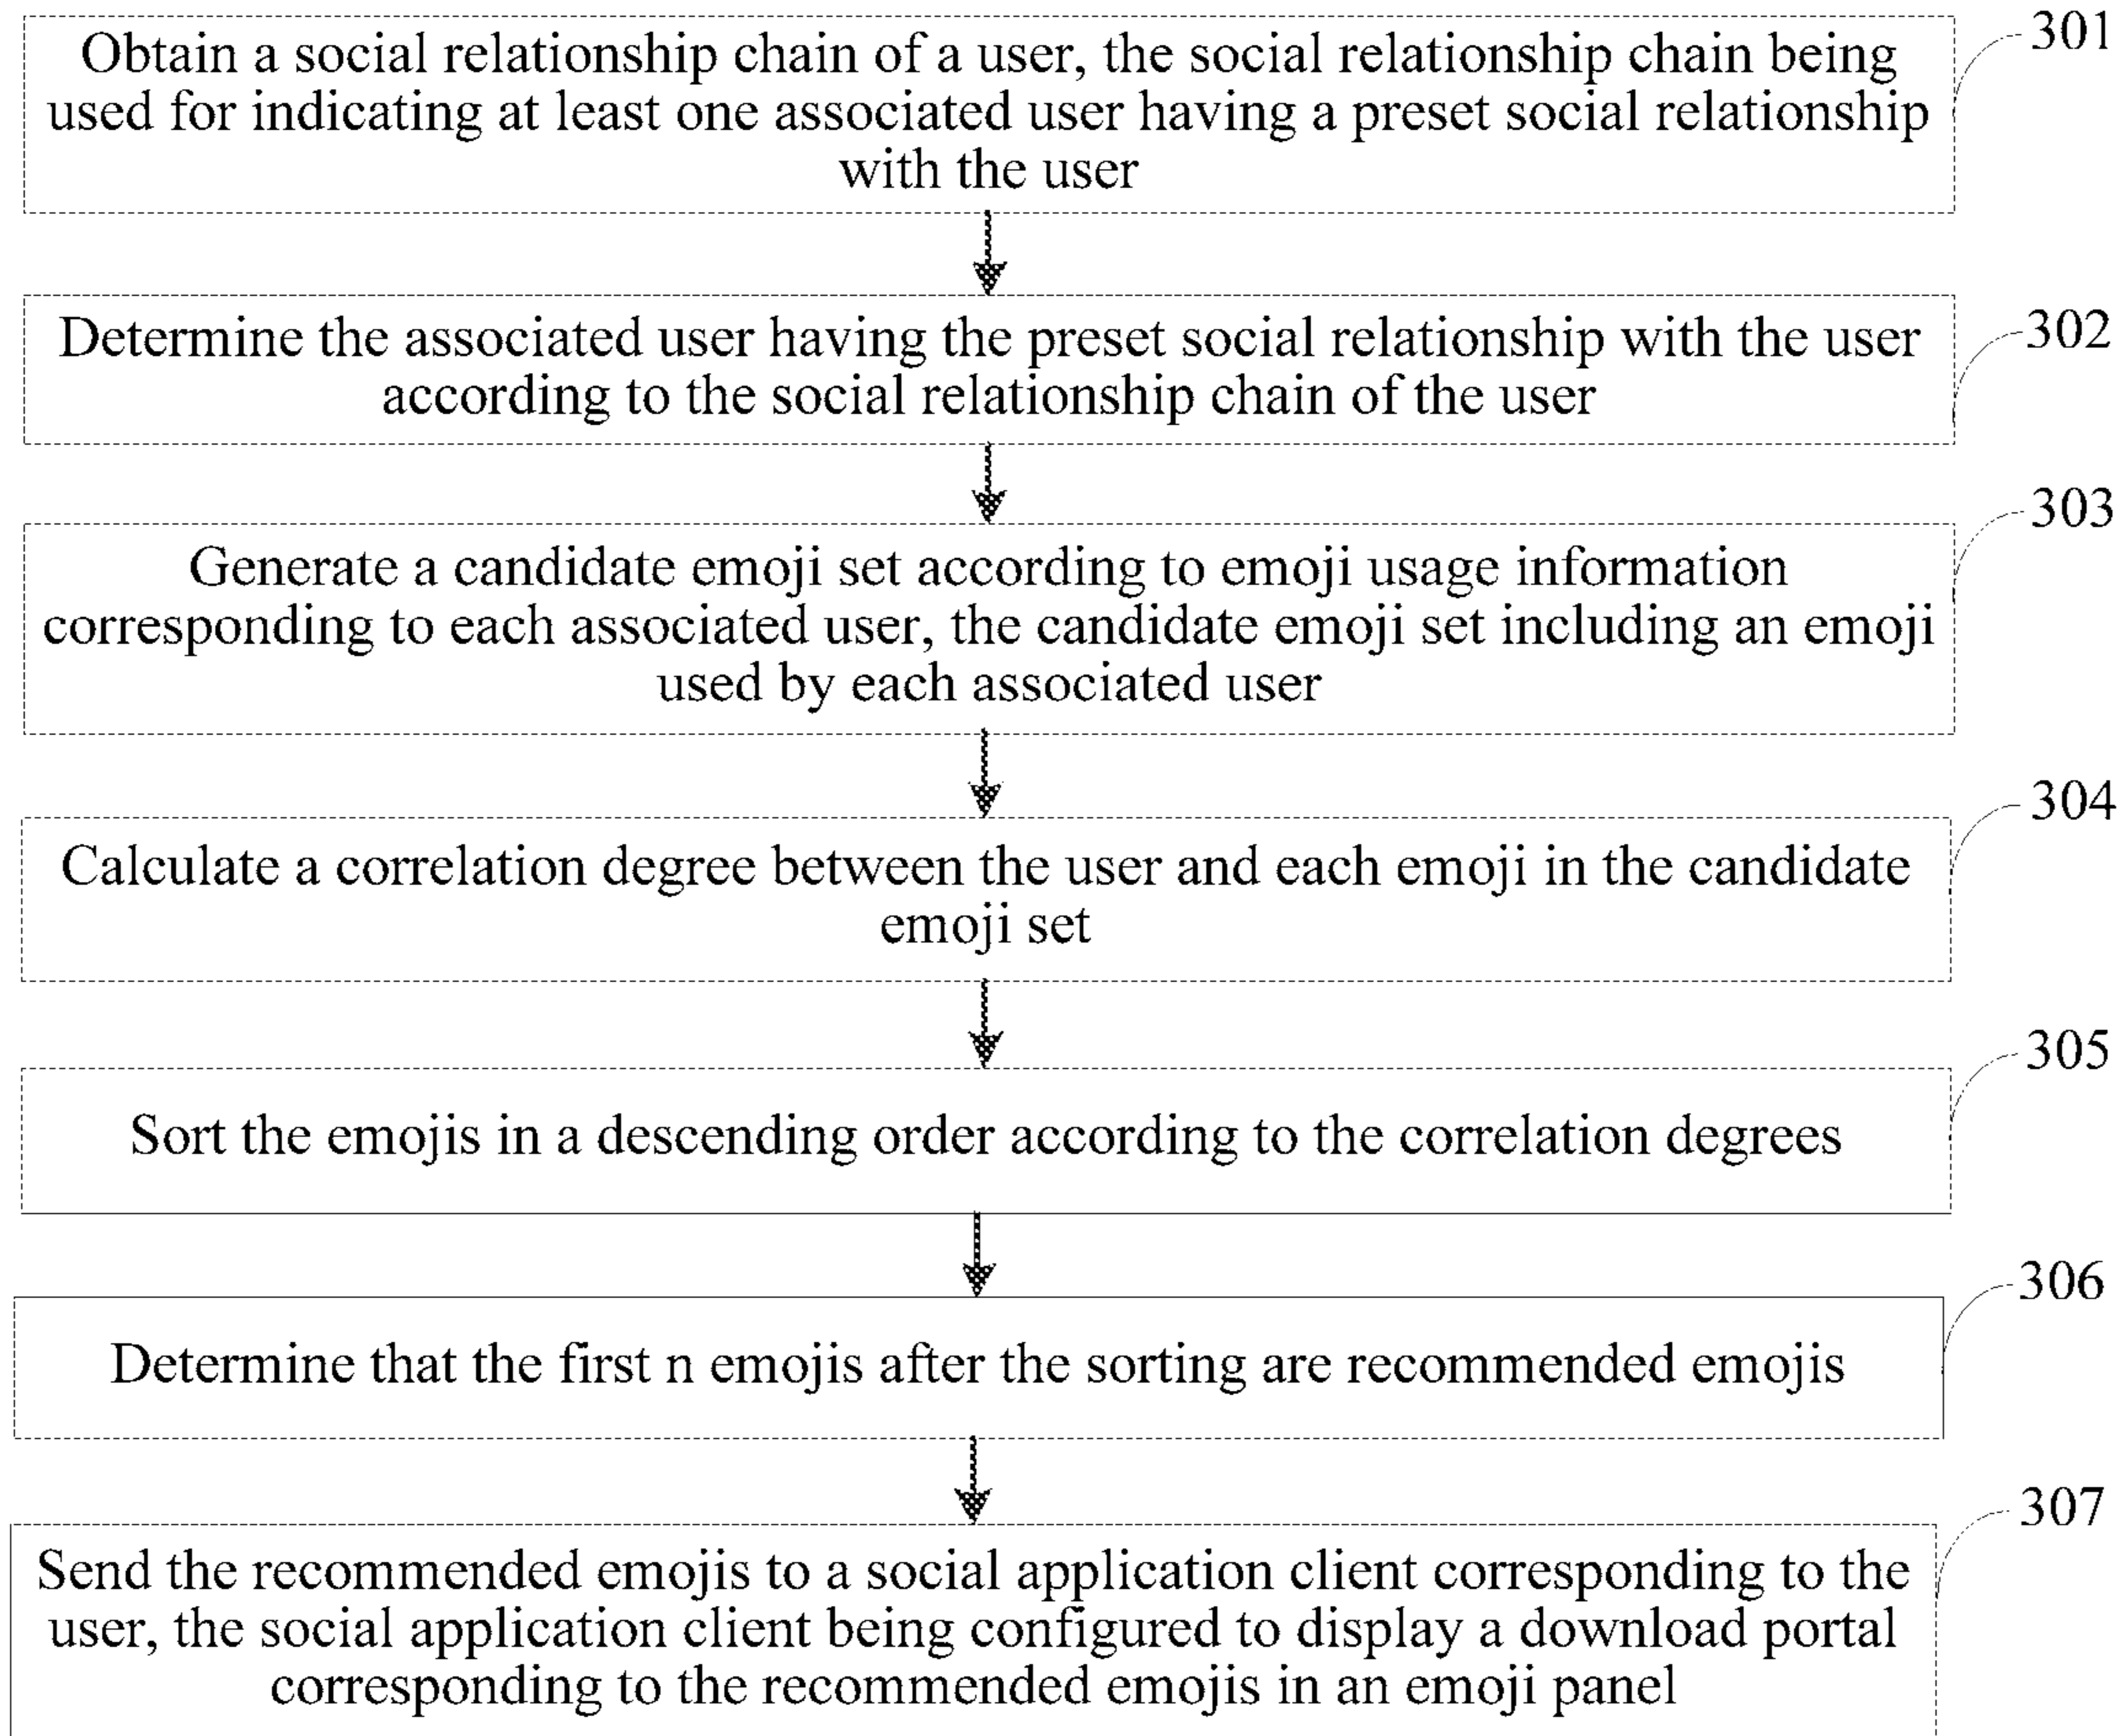 Obtain a social relationship chain of a user, the social relationship chain being
used for indicating at least one associated user having a preset social relationship
with the user
301
Determine the associated user having the preset social relationship with the user
according to the social relationship chain of the user
302
Generate a candidate emoji set according to emoji usage information
corresponding to each associated user, the candidate emoji set including an emoji
used by each associated user
303
Calculate a correlation degree between the user and each emoji in the candidate
emoji set
304
Sort the emojis in a descending order according to the correlation degrees
305
Determine that the first n emojis after the sorting are recommended emojis
306
Send the recommended emojis to a social application client corresponding to the
user, the social application client being configured to display a download portal
corresponding to the recommended emojis in an emoji panel
307